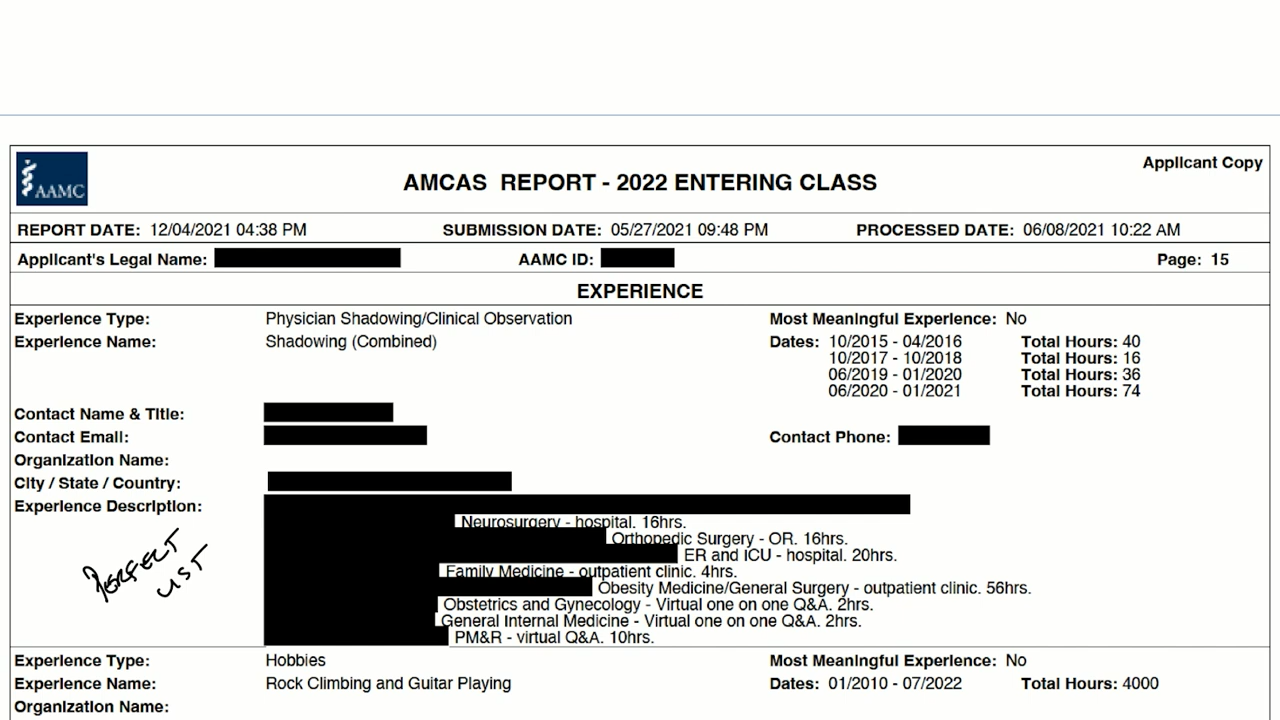 Applicant Copy
AAMC
AMCAS REPORT - 2022 ENTERING CLASS
REPORT DATE: 12/04/2021 04:38 PM SUBMISSION DATE: 05/27/2021 09:48 PM PROCESSED DATE: 06/08/2021 10:22 AM
Applicant's Legal Name: AAMC ID: Page: 15
EXPERIENCE
Experience Type: Physician Shadowing/Clinical Observation Most Meaningful Experience: No
Experience Name: Shadowing (Combined) Dates: 10/2015 - 04/2016 Total Hours: 40
10/2017 - 10/2018 Total Hours: 16
06/2019 - 01/2020 Total Hours: 36
06/2020 - 01/2021 Total Hours: 74
Contact Name & Title:
Contact Email: Contact Phone:
Organization Name:
City / State / Country:
Experience Description:
Neurosurgery - hospital. 16hrs.
Orthopedic Surgery - OR. 16hrs.
ER and ICU - hospital. 20hrs.
Family Medicine - outpatient clinic. 4hrs.
Obesity Medicine/General Surgery - outpatient clinic. 56hrs.
Obstetrics and Gynecology - Virtual one on one Q&A. 2hrs.
General Internal Medicine - Virtual one on one Q&A. 2hrs.
PM&R - virtual Q&A. 10hrs.
PERFECT
LIST
Experience Type: Hobbies Most Meaningful Experience: No
Experience Name: Rock Climbing and Guitar Playing Dates: 01/2010 - 07/2022 Total Hours: 4000
Organization Name: